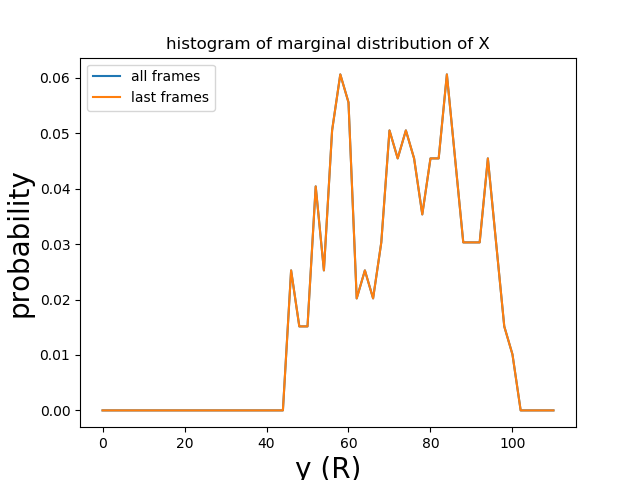 histogram of marginal distribution of X
all frames
last frames
probability
0.06
0.05
0.04
0.03
0.02
0.01
0.00
0 20 40 60 80 100
y (R)